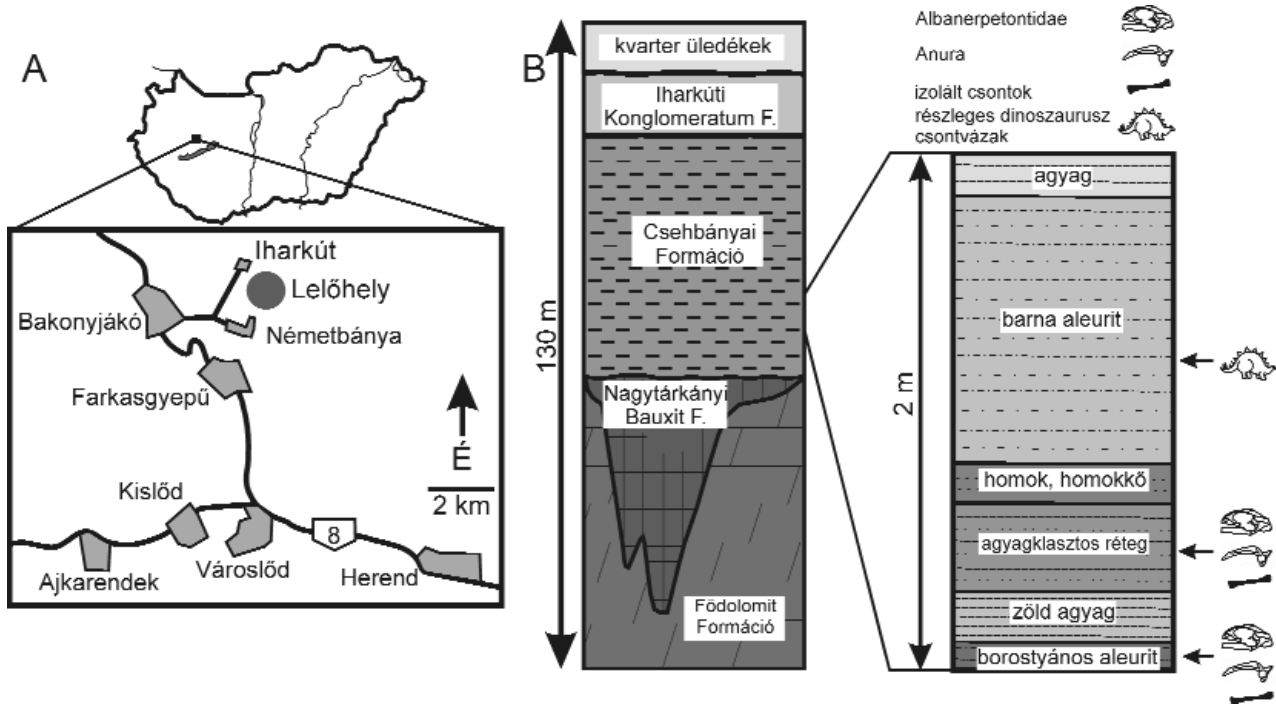 A
Iharkút
Lelőhely
Bakonyjákó
Németbánya
Farkasgyepű
É
2 km
Kislőd
8
Ajkarendek
Városlőd
Herend
B
130 m
kvarter üledékek
Iharkúti
Konglomeratum F.
Csehbányai
Formáció
Nagytárkányi
Bauxit F.
Födolomit
Formáció
Albanerpetontidae
Anura
izolált csontok
részleges dinoszaurusz
csontvázak
2 m
agyag
barna aleurit
homok, homokkő
agyagklasztos réteg
zöld agyag
borostyános aleurit